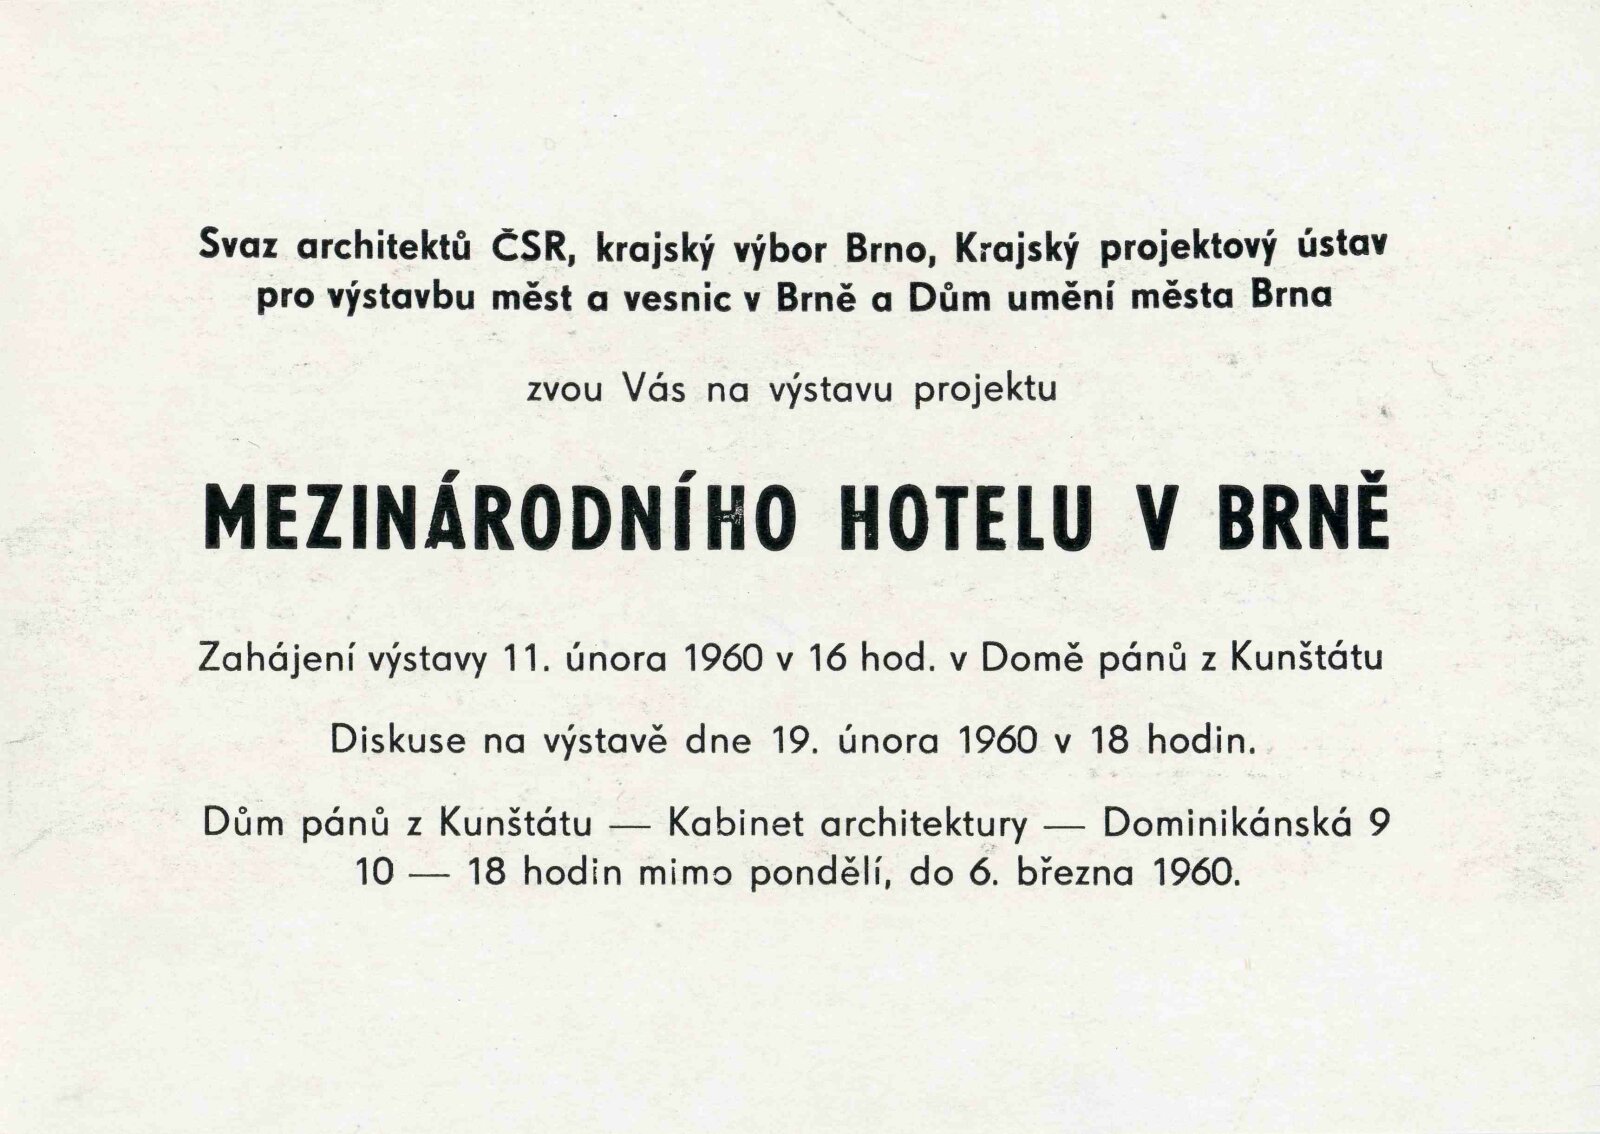 Svaz architektů ČSR, krajský výbor Brno, Krajský projektový ústav
pro výstavbu měst a vesnic v Brně a Dům umění města Brna
zvou Vás na výstavu projektu
MEZINÁRODNÍHO HOTELU V BRNĚ
Zahájení výstavy 11. února 1960 v 16 hod. v Domě pánů z Kunštátu
Diskuse na výstavě dne 19. února 1960 v 18 hodin.
Dům pánů z Kunštátu — Kabinet architektury — Dominikánská 9
10 — 18 hodin mimo pondělí, do 6. března 1960.